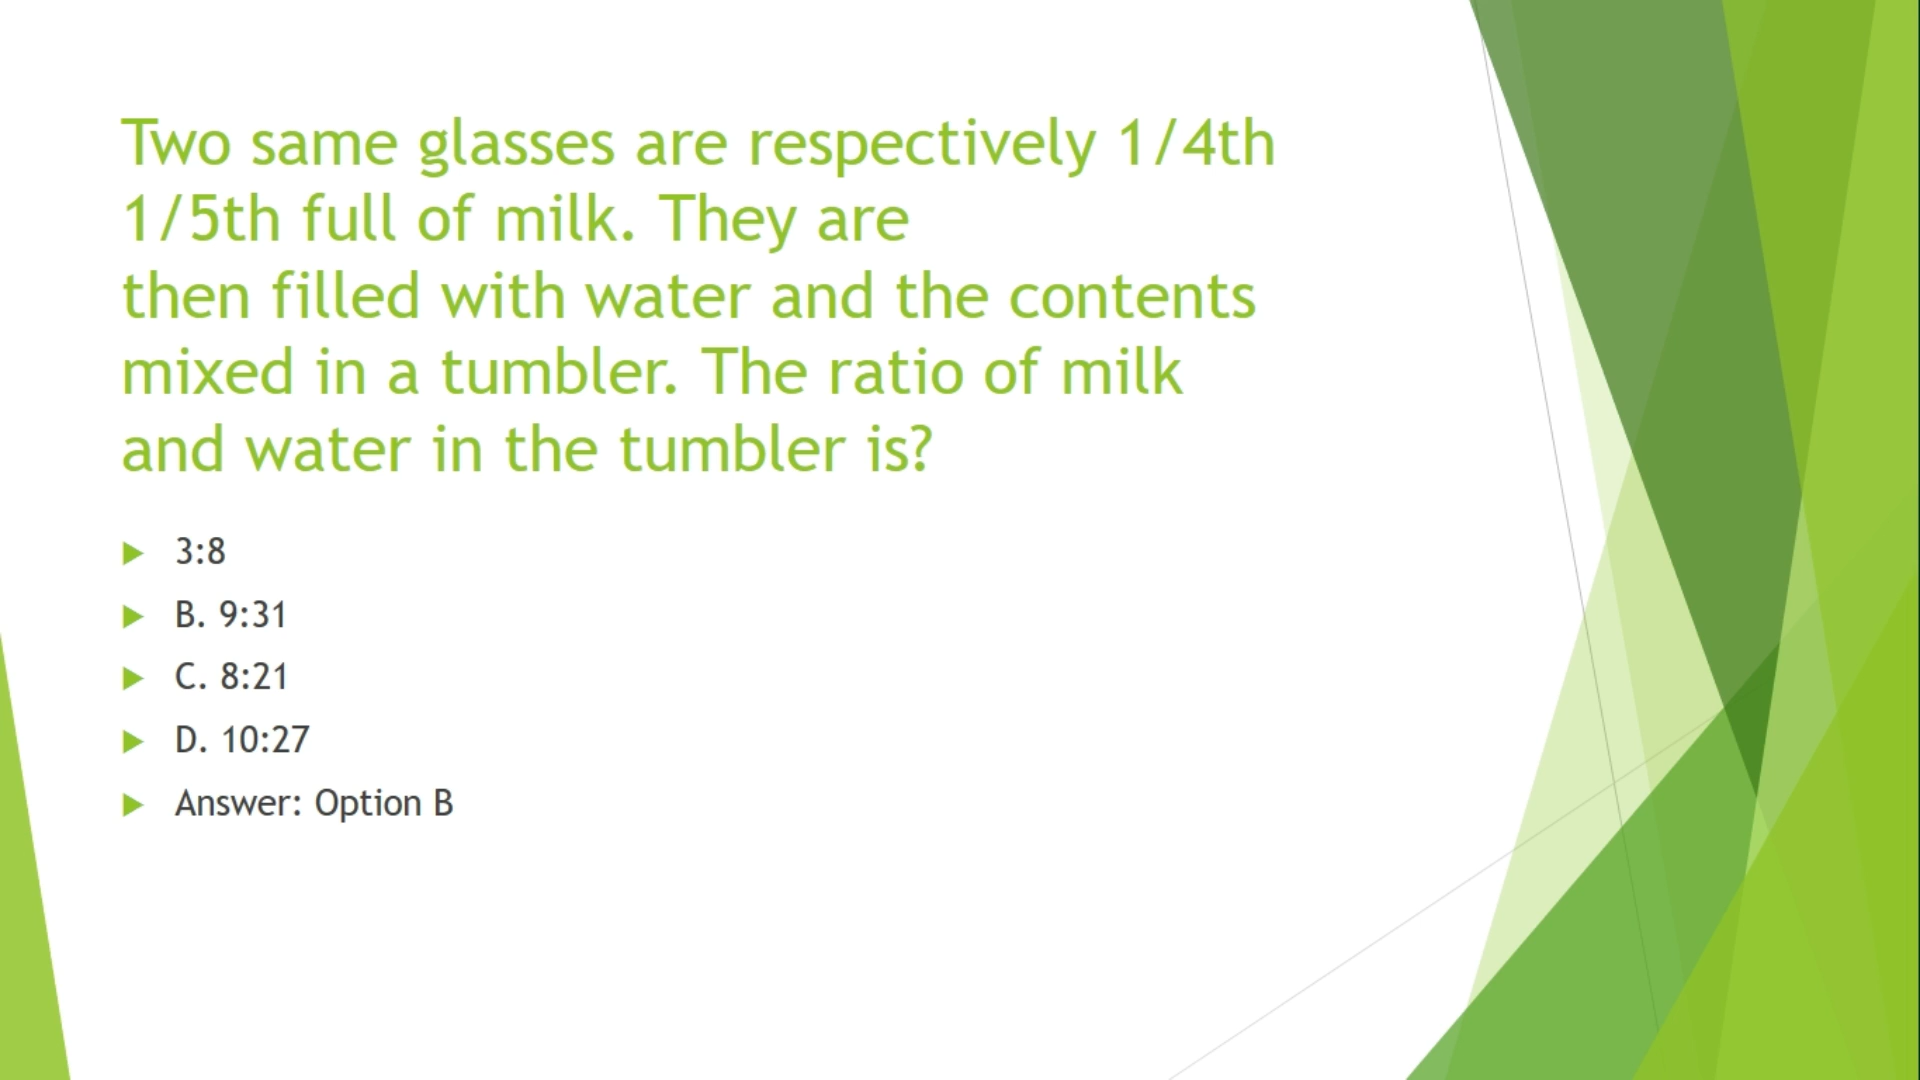 Two same glasses are respectively 1/4th
1/5th full of milk. They are
then filled with water and the contents
mixed in a tumbler. The ratio of milk
and water in the tumbler is?
3:8
B. 9:31
C. 8:21
D. 10:27
Answer: Option B